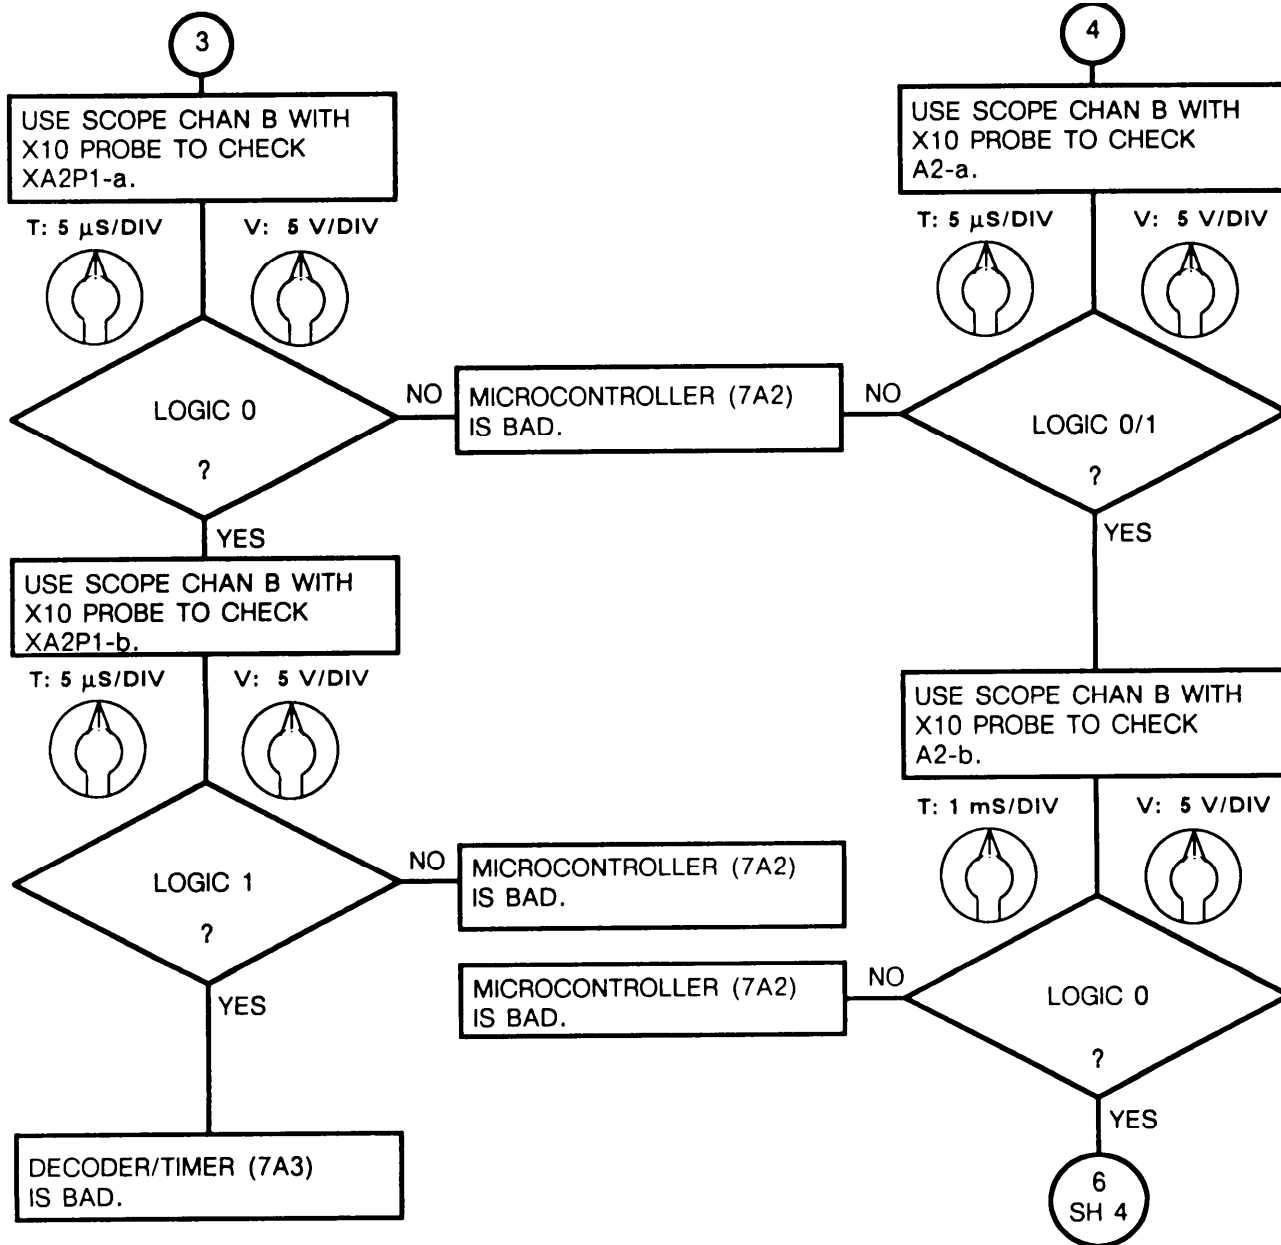 3
USE SCOPE CHAN B WITH
X10 PROBE TO CHECK
XA2P1-a.
T: 5 µS/DIV V: 5 V/DIV
LOGIC 0
?
NO
YES
MICROCONTROLLER (7A2)
IS BAD.
USE SCOPE CHAN B WITH
X10 PROBE TO CHECK
XA2P1-b.
T: 5 µS/DIV V: 5 V/DIV
LOGIC 1
?
NO
MICROCONTROLLER (7A2)
IS BAD.
YES
DECODER/TIMER (7A3)
IS BAD.
4
USE SCOPE CHAN B WITH
X10 PROBE TO CHECK
A2-a.
T: 5 µS/DIV V: 5 V/DIV
NO
LOGIC 0/1
?
YES
USE SCOPE CHAN B WITH
X10 PROBE TO CHECK
A2-b.
T: 1 mS/DIV V: 5 V/DIV
LOGIC 0
?
NO
MICROCONTROLLER (7A2)
IS BAD.
YES
6
SH 4